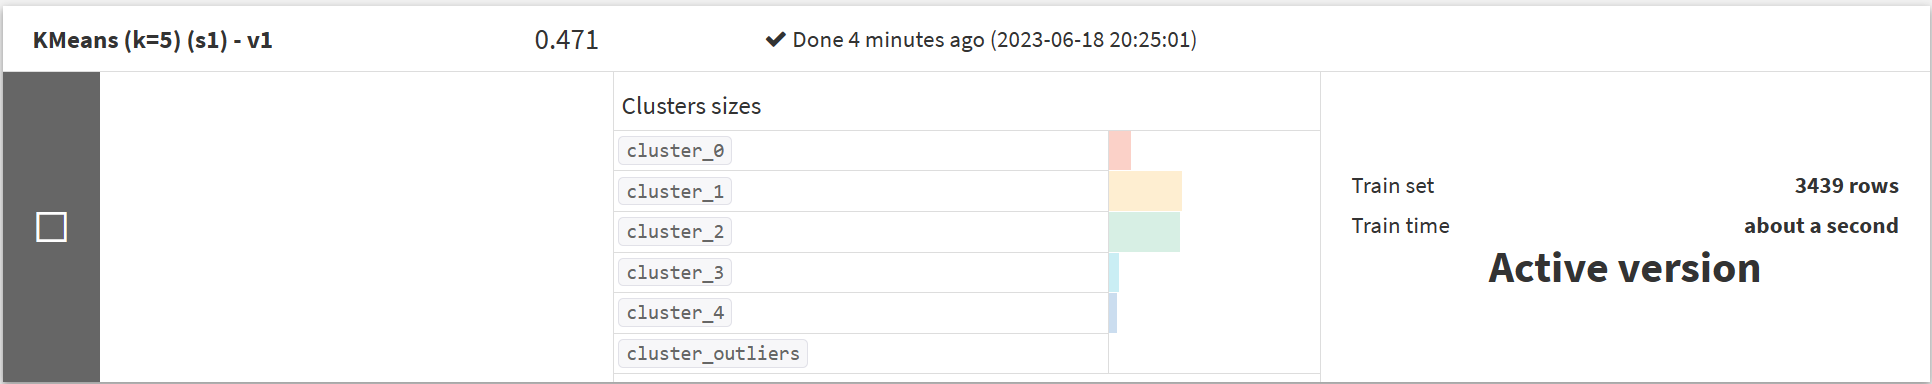 KMeans (k=5) (s1) - v1 0.471 Done 4 minutes ago (2023-06-18 20:25:01)
Clusters sizes
cluster_0
cluster_1
cluster_2
cluster_3
cluster_4
cluster_outliers
Train set 3439 rows
Train time about a second
Active version